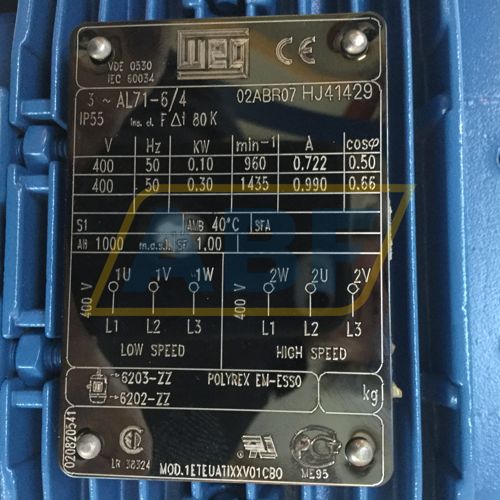 VDE 0530
IEC 60034
WEG
CE
3 ~ AL71-6/4 02ABR07 HJ41429
IP55 Ins. cl. F Δt 80 K
V Hz KW min-1 A cosφ
400 50 0.10 960 0.722 0.50
400 50 0.30 1435 0.990 0.66
S1 AMB 40°C SFA
Alt 1000 m.a.s.l. SF 1.00
ABF
400 V 1U 1V 1W 400 V 2W 2U 2V
L1 L2 L3 L1 L2 L3
LOW SPEED HIGH SPEED
6203-ZZ POLYREX EM-ESSO
6202-ZZ
kg
020820541
LR 38324
MOD.1ETEUATIXXV01CB0
ME95